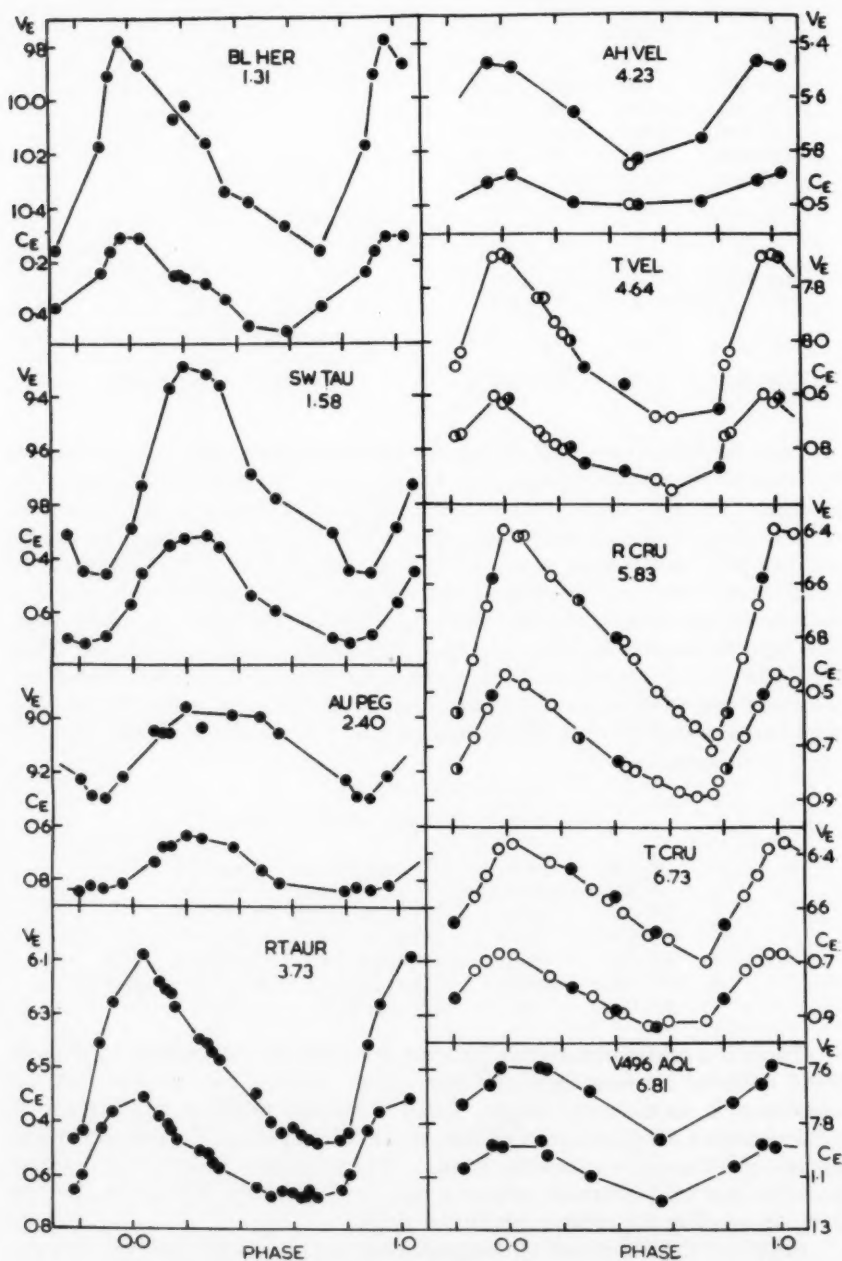 V_E
9.8
10.0
10.2
10.4
C_E
0.2
0.4
BL HER
1.31
V_E
9.4
9.6
9.8
C_E
0.4
0.6
SW TAU
1.58
V_E
9.0
9.2
C_E
0.6
0.8
AU PEG
2.40
V_E
6.1
6.3
6.5
C_E
0.4
0.6
0.8
RT AUR
3.73
0.0
PHASE
1.0
AH VEL
4.23
V_E
5.4
5.6
5.8
C_E
0.5
T VEL
4.64
V_E
7.8
8.0
C_E
0.6
0.8
R CRU
5.83
V_E
6.4
6.6
6.8
C_E
0.5
0.7
0.9
T CRU
6.73
V_E
6.4
6.6
C_E
0.7
0.9
V496 AQL
6.81
V_E
7.6
7.8
C_E
1.1
1.3
0.0
PHASE
1.0